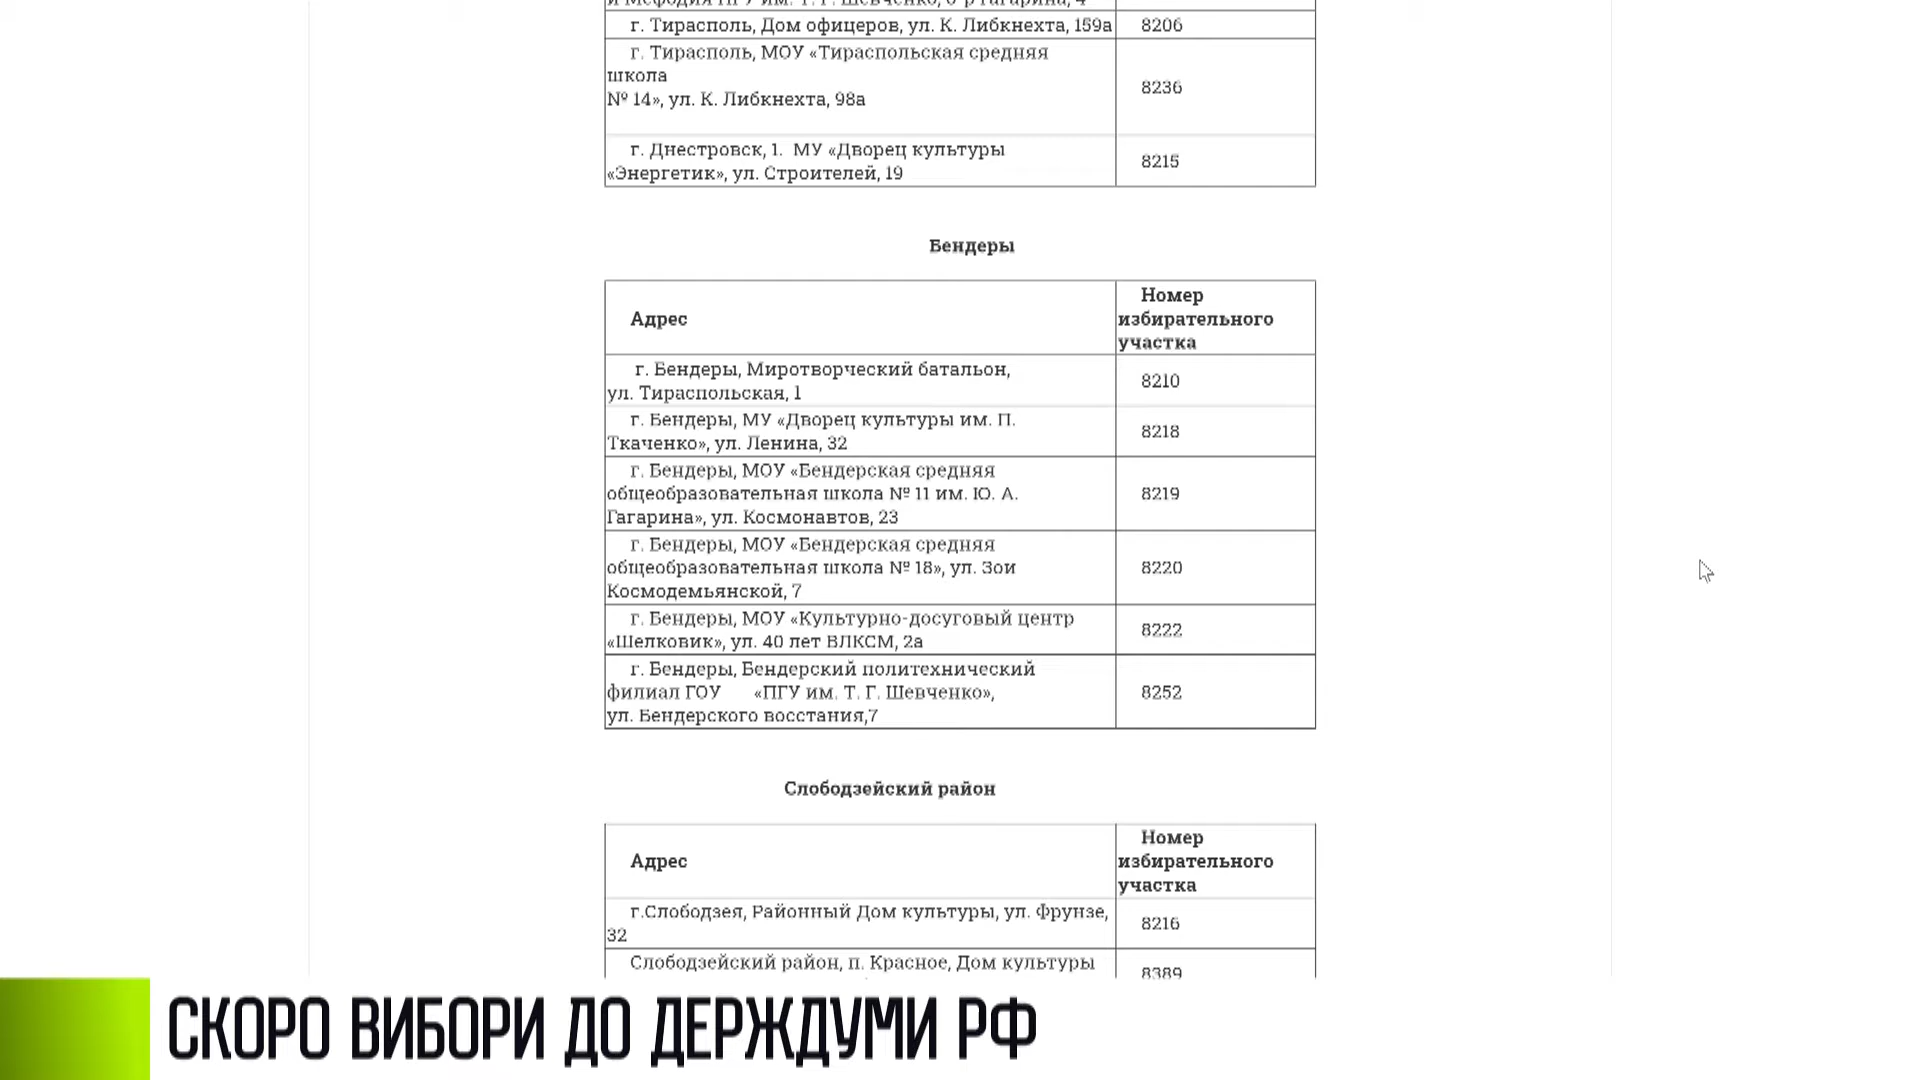 и Мефодия ПГУ им. Т. Г. Шевченко, б-р Гагарина, 4
г. Тирасполь, Дом офицеров, ул. К. Либкнехта, 159а
8206
г. Тирасполь, МОУ «Тираспольская средняя
школа
№ 14», ул. К. Либкнехта, 98а
8236
г. Днестровск, 1. МУ «Дворец культуры
«Энергетик», ул. Строителей, 19
8215
Бендеры
Адрес
Номер
избирательного
участка
г. Бендеры, Миротворческий батальон,
ул. Тираспольская, 1
8210
г. Бендеры, МУ «Дворец культуры им. П.
Ткаченко», ул. Ленина, 32
8218
г. Бендеры, МОУ «Бендерская средняя
общеобразовательная школа № 11 им. Ю. А.
Гагарина», ул. Космонавтов, 23
8219
г. Бендеры, МОУ «Бендерская средняя
общеобразовательная школа № 18», ул. Зои
Космодемьянской, 7
8220
г. Бендеры, МОУ «Культурно-досуговый центр
«Шелковик», ул. 40 лет ВЛКСМ, 2а
8222
г. Бендеры, Бендерский политехнический
филиал ГОУ «ПГУ им. Т. Г. Шевченко»,
ул. Бендерского восстания,7
8252
Слободзейский район
Адрес
Номер
избирательного
участка
г.Слободзея, Районный Дом культуры, ул. Фрунзе,
32
8216
Слободзейский район, п. Красное, Дом культуры
8389
СКОРО ВИБОРИ ДО ДЕРЖДУМИ РФ